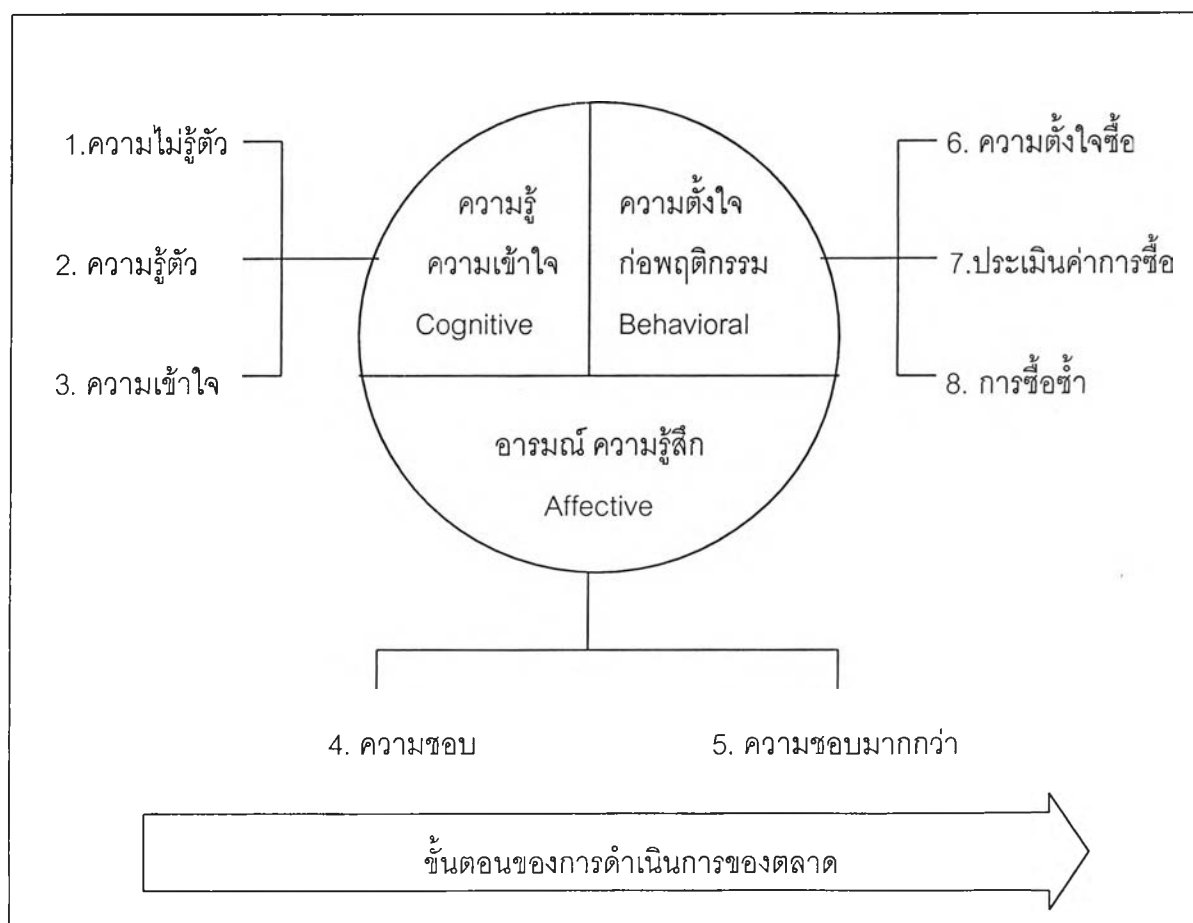 1.ความไม่รู้ตัว
2. ความรู้ตัว
3. ความเข้าใจ
ความรู้
ความเข้าใจ
Cognitive
ความตั้งใจ
ก่อพฤติกรรม
Behavioral
6. ความตั้งใจซื้อ
7.ประเมินค่าการซื้อ
8. การซื้อซ้ำ
อารมณ์ ความรู้สึก
Affective
4. ความชอบ
5. ความชอบมากกว่า
ขั้นตอนของการดำเนินการของตลาด